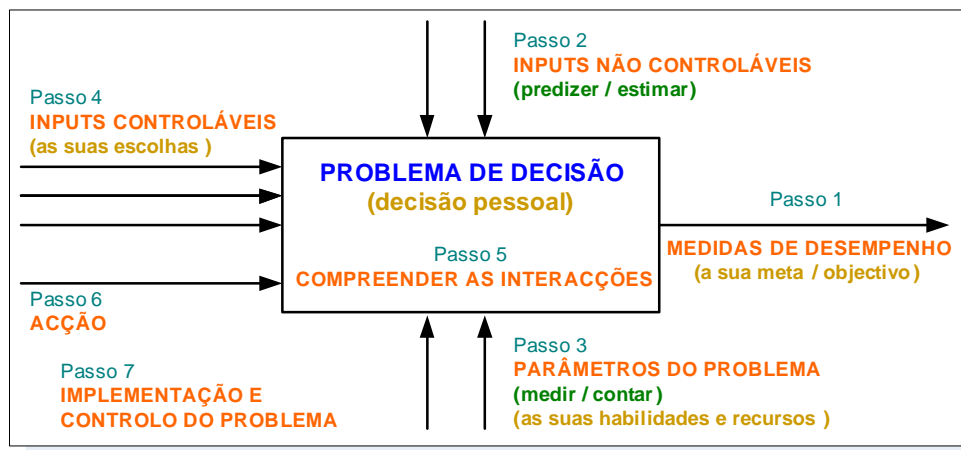 Passo 2
INPUTS NÃO CONTROLÁVEIS
(predizer / estimar)
Passo 4
INPUTS CONTROLÁVEIS
(as suas escolhas )
PROBLEMA DE DECISÃO
(decisão pessoal)
Passo 5
COMPREENDER AS INTERACÇÕES
Passo 1
MEDIDAS DE DESEMPENHO
(a sua meta / objectivo)
Passo 6
ACÇÃO
Passo 7
IMPLEMENTAÇÃO E
CONTROLO DO PROBLEMA
Passo 3
PARÂMETROS DO PROBLEMA
(medir / contar)
(as suas habilidades e recursos )